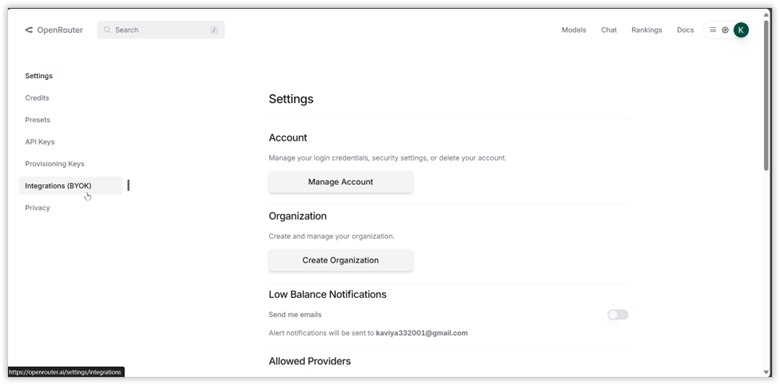 OpenRouter
Search
/
Models
Chat
Rankings
Docs
K
Settings
Credits
Presets
API Keys
Provisioning Keys
Integrations (BYOK)
Privacy
Settings
Account
Manage your login credentials, security settings, or delete your account.
Manage Account
Organization
Create and manage your organization.
Create Organization
Low Balance Notifications
Send me emails
Alert notifications will be sent to kaviya332001@gmail.com
Allowed Providers
https://openrouter.ai/settings/integrations